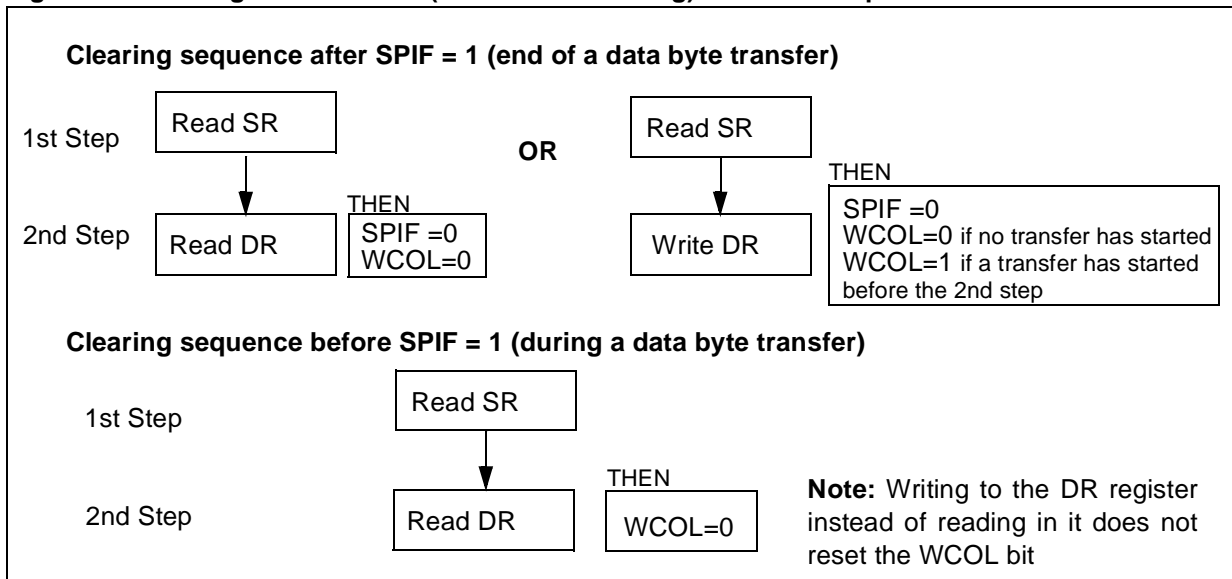 Clearing sequence after SPIF = 1 (end of a data byte transfer)
1st Step
Read SR
OR
Read SR
THEN
2nd Step
Read DR
THEN
SPIF =0
WCOL=0
Write DR
SPIF =0
WCOL=0 if no transfer has started
WCOL=1 if a transfer has started
before the 2nd step
Clearing sequence before SPIF = 1 (during a data byte transfer)
1st Step
Read SR
2nd Step
Read DR
THEN
WCOL=0
Note: Writing to the DR register
instead of reading in it does not
reset the WCOL bit